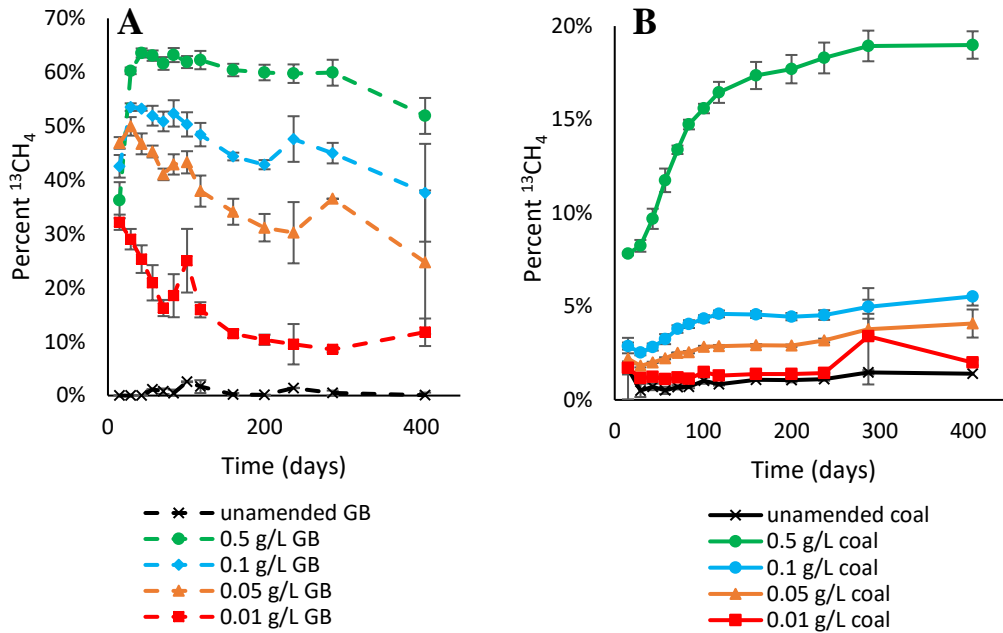 A
Percent ¹³CH₄
70%
60%
50%
40%
30%
20%
10%
0%
0
200
400
Time (days)
unamended GB
0.5 g/L GB
0.1 g/L GB
0.05 g/L GB
0.01 g/L GB
B
Percent ¹³CH₄
20%
15%
10%
5%
0%
0
100
200
300
400
Time (days)
unamended coal
0.5 g/L coal
0.1 g/L coal
0.05 g/L coal
0.01 g/L coal